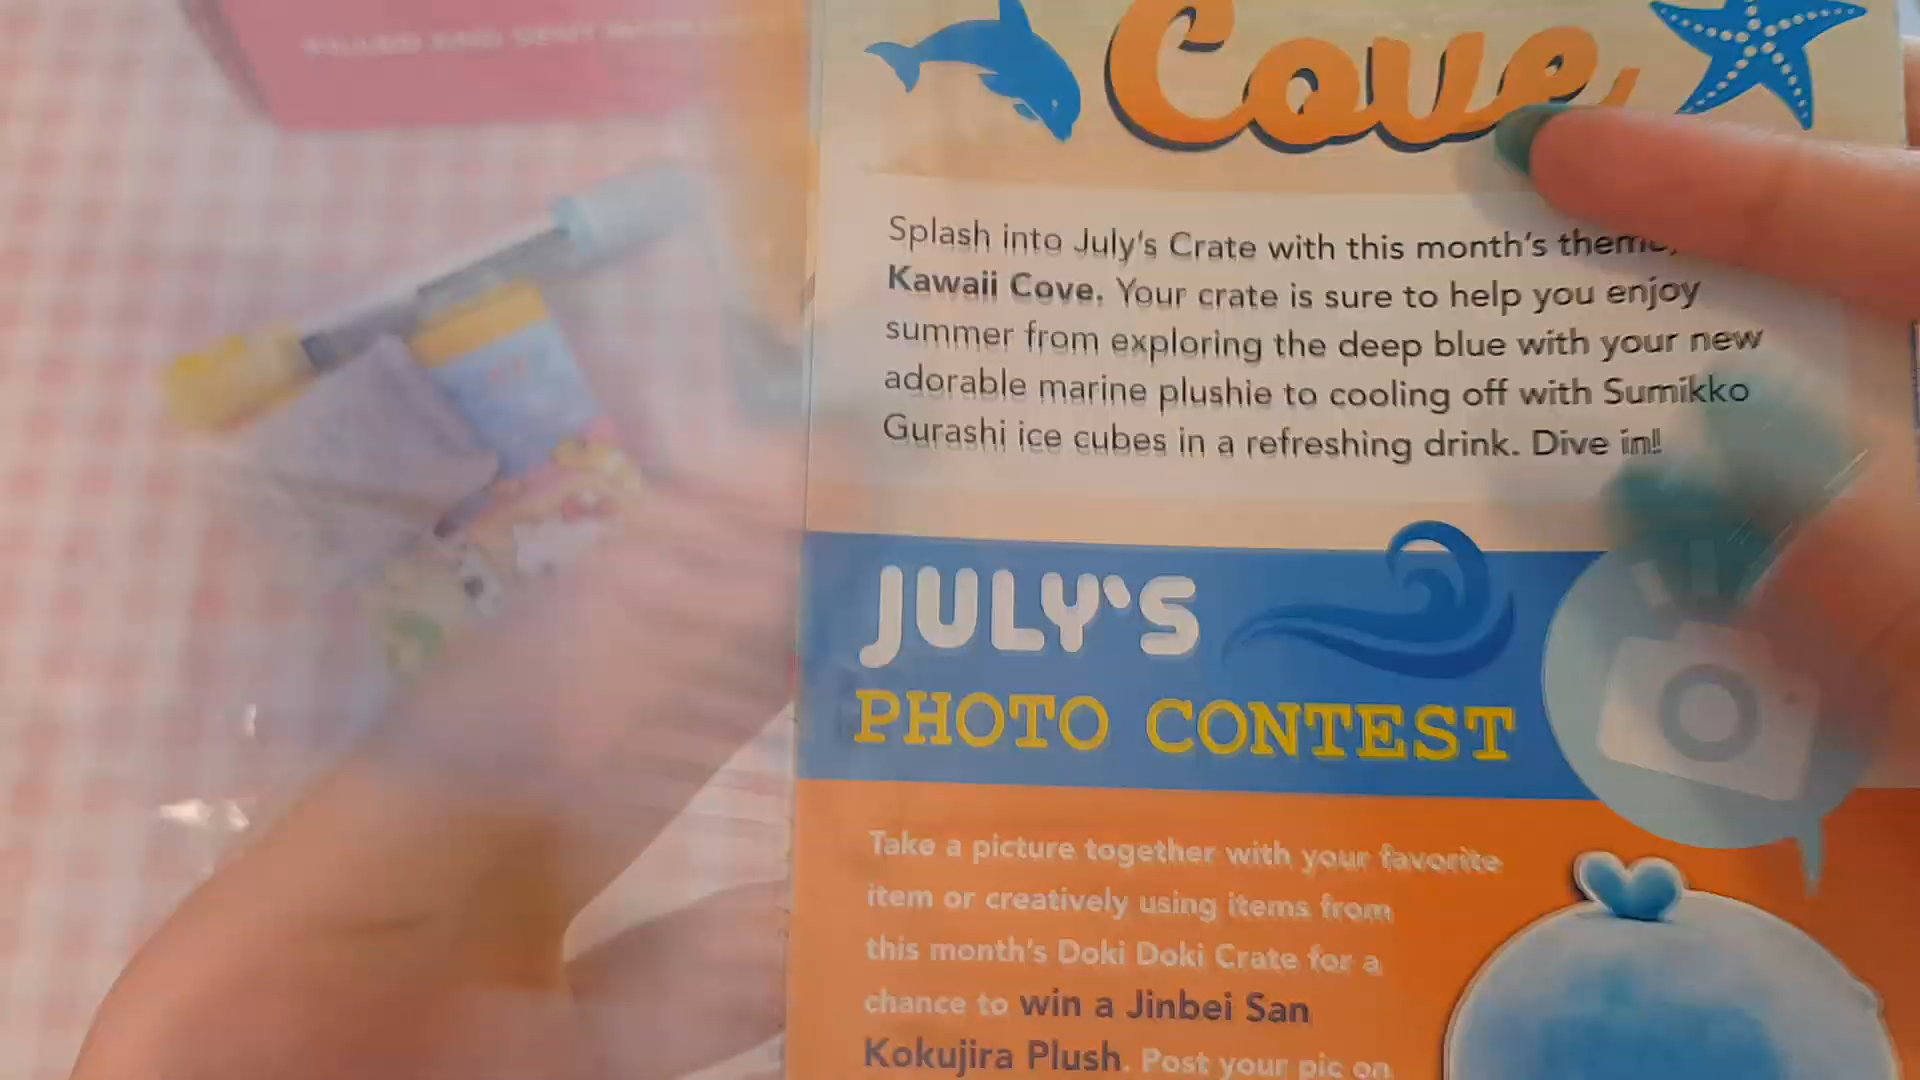 Cove
Splash into July's Crate with this month's theme,
Kawaii Cove. Your crate is sure to help you enjoy
summer from exploring the deep blue with your new
adorable marine plushie to cooling off with Sumikko
Gurashi ice cubes in a refreshing drink. Dive in!!
JULY'S
PHOTO CONTEST
Take a picture together with your favorite
item or creatively using items from
this month's Doki Doki Crate for a
chance to win a Jinbei San
Kokujira Plush. Post your pic on